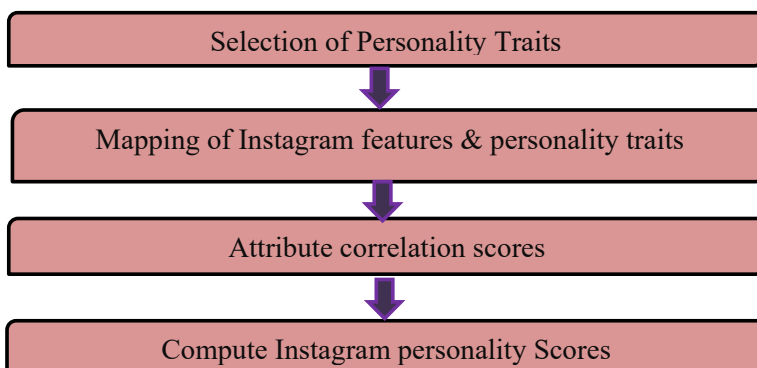 Selection of Personality Traits
Mapping of Instagram features & personality traits
Attribute correlation scores
Compute Instagram personality Scores